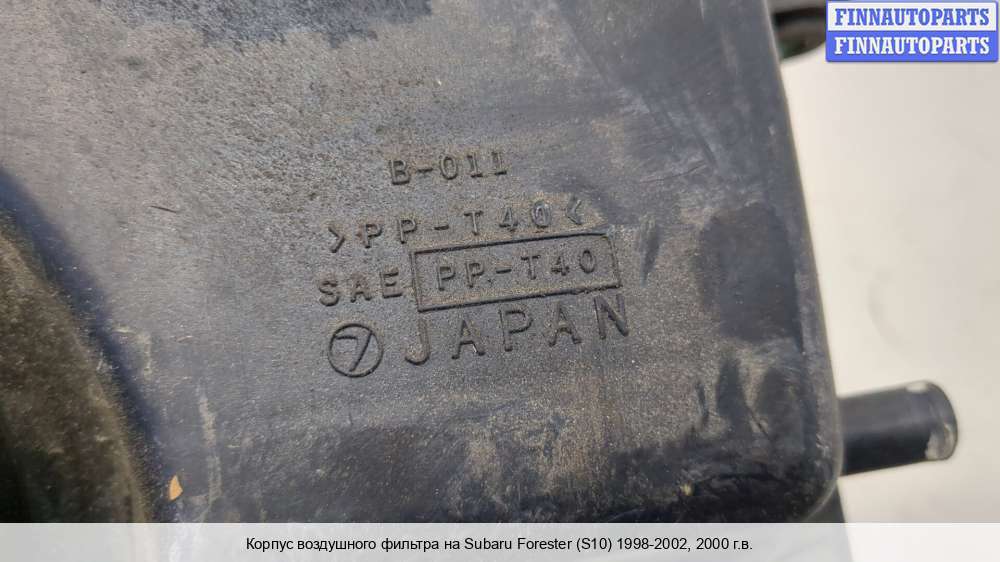 FINNAUTOPARTS
FINNAUTOPARTS
B-011
>PP-T40<
SAE PP-T40
7 JAPAN
Корпус воздушного фильтра на Subaru Forester (S10) 1998-2002, 2000 г.в.